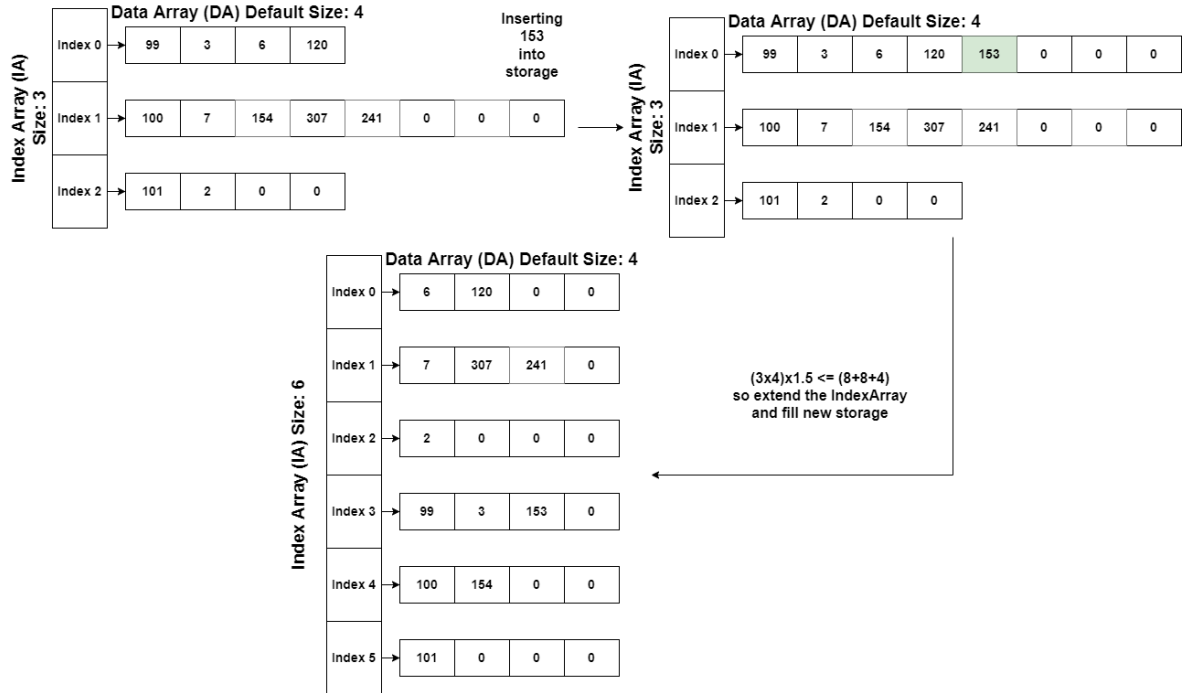 Data Array (DA) Default Size: 4
Index Array (IA)
Size: 3
Index 0 99 3 6 120
Index 1 100 7 154 307 241 0 0 0
Index 2 101 2 0 0
Inserting
153
into
storage
Data Array (DA) Default Size: 4
Index Array (IA)
Size: 3
Index 0 99 3 6 120 153 0 0 0
Index 1 100 7 154 307 241 0 0 0
Index 2 101 2 0 0
(3x4)x1.5 <= (8+8+4)
so extend the IndexArray
and fill new storage
Data Array (DA) Default Size: 4
Index Array (IA) Size: 6
Index 0 6 120 0 0
Index 1 7 307 241 0
Index 2 2 0 0 0
Index 3 99 3 153 0
Index 4 100 154 0 0
Index 5 101 0 0 0